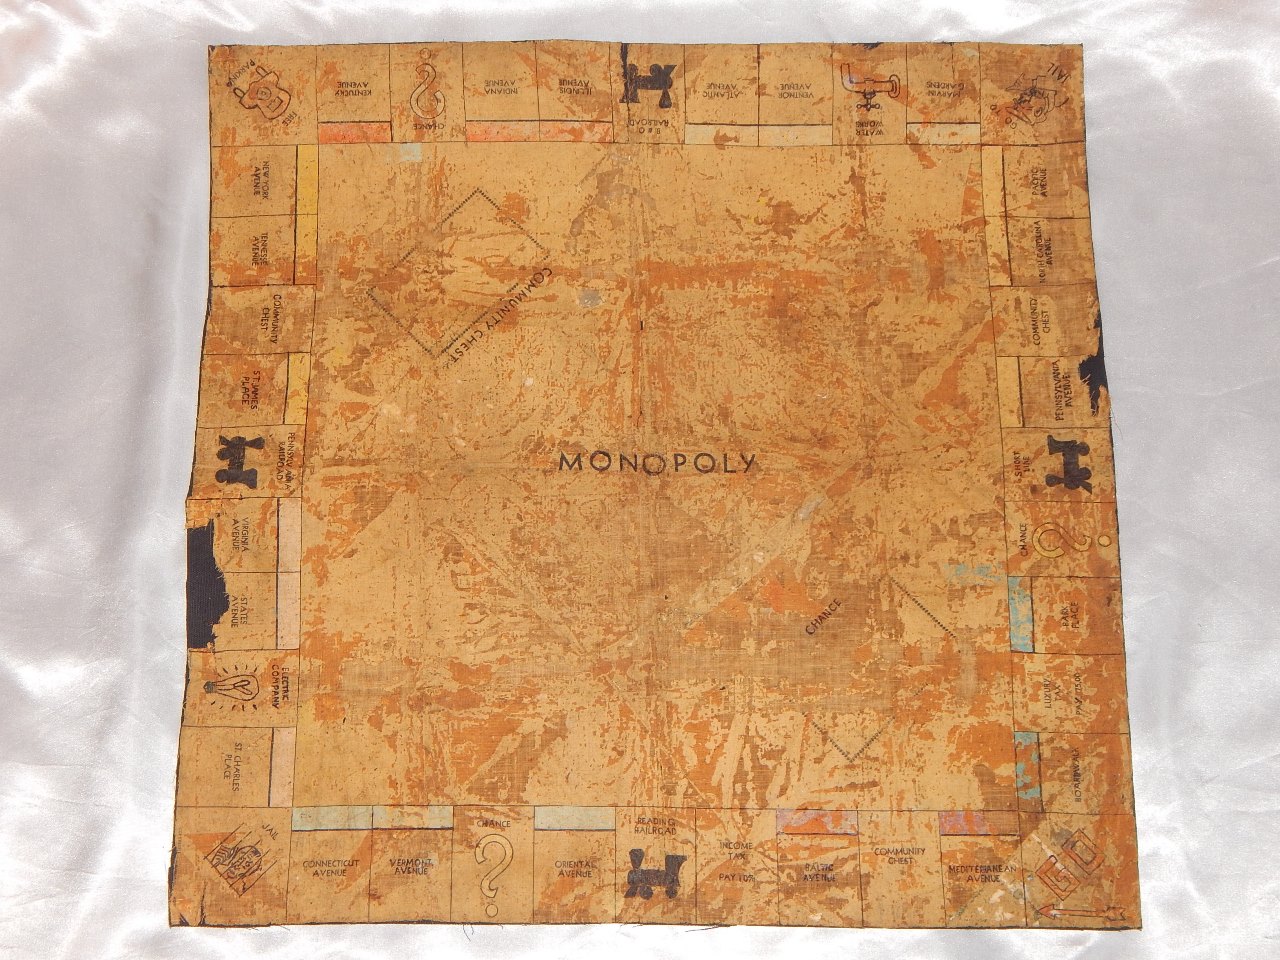 FREE
PARKING
KENTUCKY
AVENUE
CHANCE
INDIANA
AVENUE
ILLINOIS
AVENUE
B. & O.
RAILROAD
ATLANTIC
AVENUE
VENTNOR
AVENUE
WATER
WORKS
MARVIN
GARDENS
JAIL
NEW YORK
AVENUE
TENNESSE
AVENUE
COMMUNITY
CHEST
ST. JAMES
PLACE
PENNSYLVANIA
RAILROAD
VIRGINIA
AVENUE
STATES
AVENUE
ELECTRIC
COMPANY
ST. CHARLES
PLACE
COMMUNITY CHEST
MONOPOLY
CHANCE
PACIFIC
AVENUE
NORTH CAROLINA
AVENUE
COMMUNITY
CHEST
PENNSYLVANIA
AVENUE
SHORT
LINE
CHANCE
PARK
PLACE
LUXURY
TAX
PAY $75.00
BOARDWALK
JAIL
CONNECTICUT
AVENUE
VERMONT
AVENUE
CHANCE
ORIENTAL
AVENUE
READING
RAILROAD
INCOME
TAX
PAY 10%
BALTIC
AVENUE
COMMUNITY
CHEST
MEDITERANEAN
AVENUE
GO